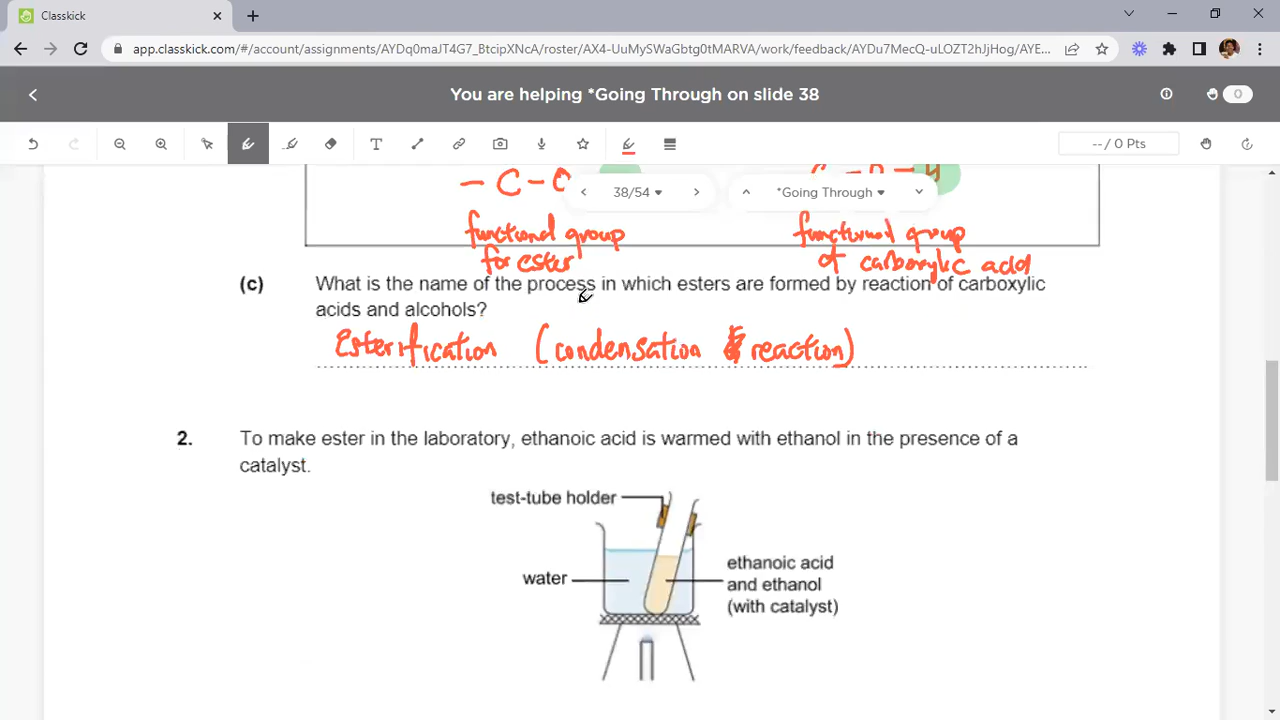 Classkick
app.classkick.com/#/account/assignments/AYDq0maJT4G7_BtcipXNcA/roster/AX4-UuMySWaGbtg0tMARVA/work/feedback/AYDu7MecQ-uLOZT2hJjHog/AYE...
You are helping *Going Through on slide 38
0
T
-- / 0 Pts
38/54
*Going Through
- C -
functional group
for ester
functional group
of carboxylic acid
(c) What is the name of the process in which esters are formed by reaction of carboxylic
acids and alcohols?
Esterification (condensation reaction)
2. To make ester in the laboratory, ethanoic acid is warmed with ethanol in the presence of a
catalyst.
test-tube holder
water
ethanoic acid
and ethanol
(with catalyst)